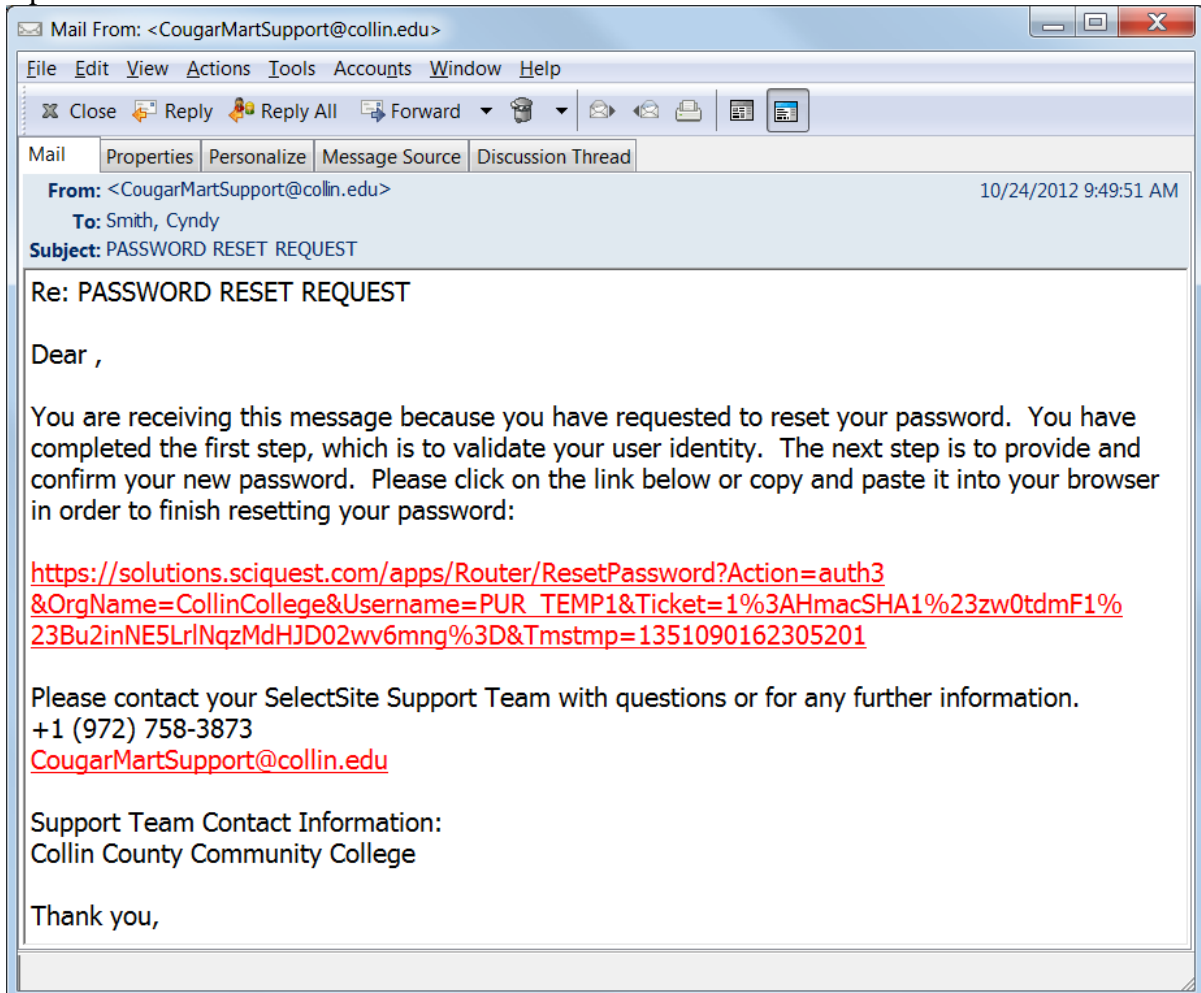 Mail From: <CougarMartSupport@collin.edu>
File Edit View Actions Tools Accounts Window Help
Close Reply Reply All Forward
Mail Properties Personalize Message Source Discussion Thread
From: <CougarMartSupport@collin.edu> 10/24/2012 9:49:51 AM
To: Smith, Cyndy
Subject: PASSWORD RESET REQUEST
Re: PASSWORD RESET REQUEST
Dear ,
You are receiving this message because you have requested to reset your password. You have
completed the first step, which is to validate your user identity. The next step is to provide and
confirm your new password. Please click on the link below or copy and paste it into your browser
in order to finish resetting your password:
https://solutions.sciquest.com/apps/Router/ResetPassword?Action=auth3
&OrgName=CollinCollege&Username=PUR_TEMP1&Ticket=1%3AHmacSHA1%23zw0tdmF1%
23Bu2inNE5LrlNqzMdHJD02wv6mng%3D&Tmstmp=1351090162305201
Please contact your SelectSite Support Team with questions or for any further information.
+1 (972) 758-3873
CougarMartSupport@collin.edu
Support Team Contact Information:
Collin County Community College
Thank you,